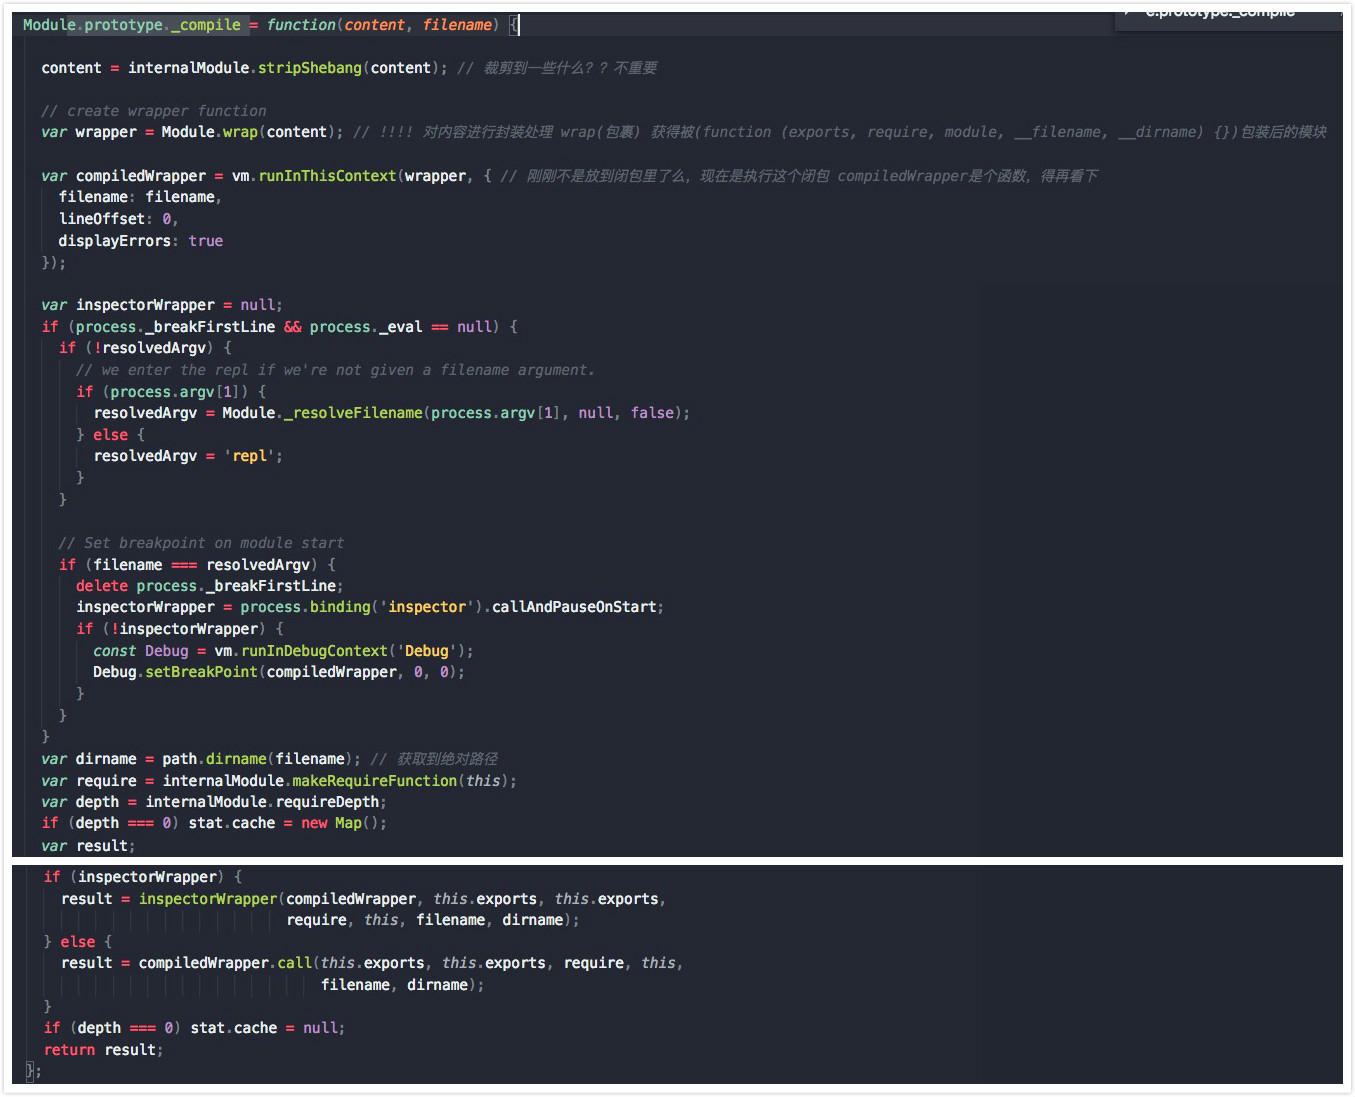 Module.prototype._compile = function(content, filename) {
e.prototype._compile
content = internalModule.stripShebang(content); // 裁剪到一些什么？？不重要
// create wrapper function
var wrapper = Module.wrap(content); // !!!! 对内容进行封装处理 wrap(包裹) 获得被(function (exports, require, module, __filename, __dirname) {})包装后的模块
var compiledWrapper = vm.runInThisContext(wrapper, { // 刚刚不是放到闭包里了么，现在是执行这个闭包 compiledWrapper是个函数，得再看下
filename: filename,
lineOffset: 0,
displayErrors: true
});
var inspectorWrapper = null;
if (process._breakFirstLine && process._eval == null) {
if (!resolvedArgv) {
// we enter the repl if we're not given a filename argument.
if (process.argv[1]) {
resolvedArgv = Module._resolveFilename(process.argv[1], null, false);
} else {
resolvedArgv = 'repl';
}
}
// Set breakpoint on module start
if (filename === resolvedArgv) {
delete process._breakFirstLine;
inspectorWrapper = process.binding('inspector').callAndPauseOnStart;
if (!inspectorWrapper) {
const Debug = vm.runInDebugContext('Debug');
Debug.setBreakPoint(compiledWrapper, 0, 0);
}
}
}
var dirname = path.dirname(filename); // 获取到绝对路径
var require = internalModule.makeRequireFunction(this);
var depth = internalModule.requireDepth;
if (depth === 0) stat.cache = new Map();
var result;
if (inspectorWrapper) {
result = inspectorWrapper(compiledWrapper, this.exports, this.exports,
require, this, filename, dirname);
} else {
result = compiledWrapper.call(this.exports, this.exports, require, this,
filename, dirname);
}
if (depth === 0) stat.cache = null;
return result;
};